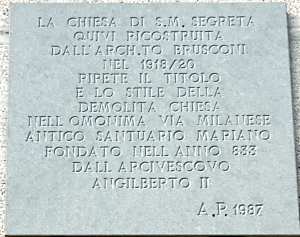 LA CHIESA DI S.M. SEGRETA
QUIVI RICOSTRUITA
DALL'ARCH.TO BRUSCONI
NEL 1918/20
RIPETE IL TITOLO
E LO STILE DELLA
DEMOLITA CHIESA
NELL'OMONIMA VIA MILANESE
ANTICO SANTUARIO MARIANO
FONDATO NELL'ANNO 833
DALL'ARCIVESCOVO
ANGILBERTO II
A.P. 1987